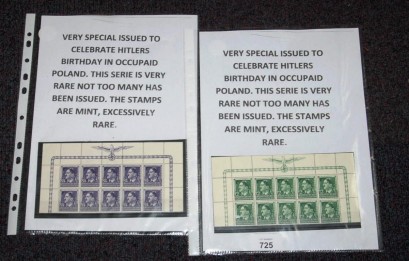 VERY SPECIAL ISSUED TO
CELEBRATE HITLERS
BIRTHDAY IN OCCUPAID
POLAND. THIS SERIE IS VERY
RARE NOT TOO MANY HAS
BEEN ISSUED. THE STAMPS
ARE MINT, EXCESSIVELY
RARE.
VERY SPECIAL ISSUED TO
CELEBRATE HITLERS
BIRTHDAY IN OCCUPAID
POLAND. THIS SERIE IS VERY
RARE NOT TOO MANY HAS
BEEN ISSUED. THE STAMPS
ARE MINT, EXCESSIVELY
RARE.
725